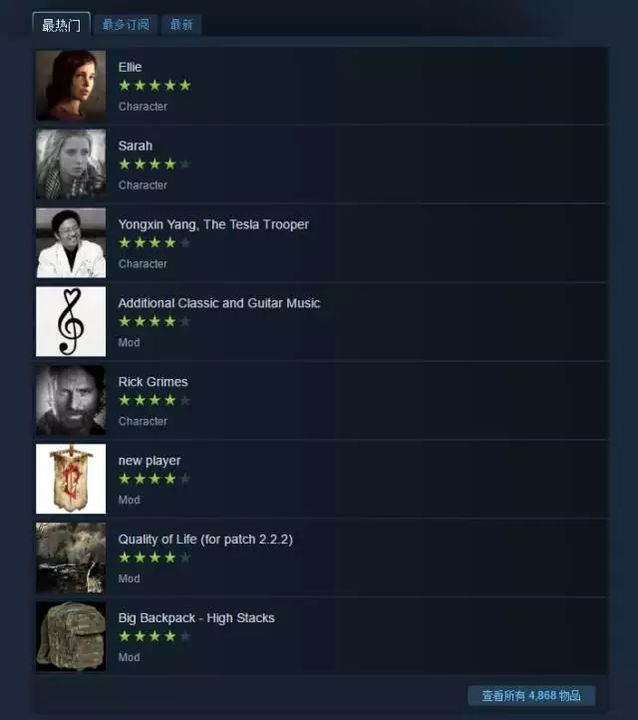 最热门 最多订阅 最新
Ellie
Character
Sarah
Character
Yongxin Yang, The Tesla Trooper
Character
Additional Classic and Guitar Music
Mod
Rick Grimes
Character
new player
Mod
Quality of Life (for patch 2.2.2)
Mod
Big Backpack - High Stacks
Mod
查看所有 4,868 物品